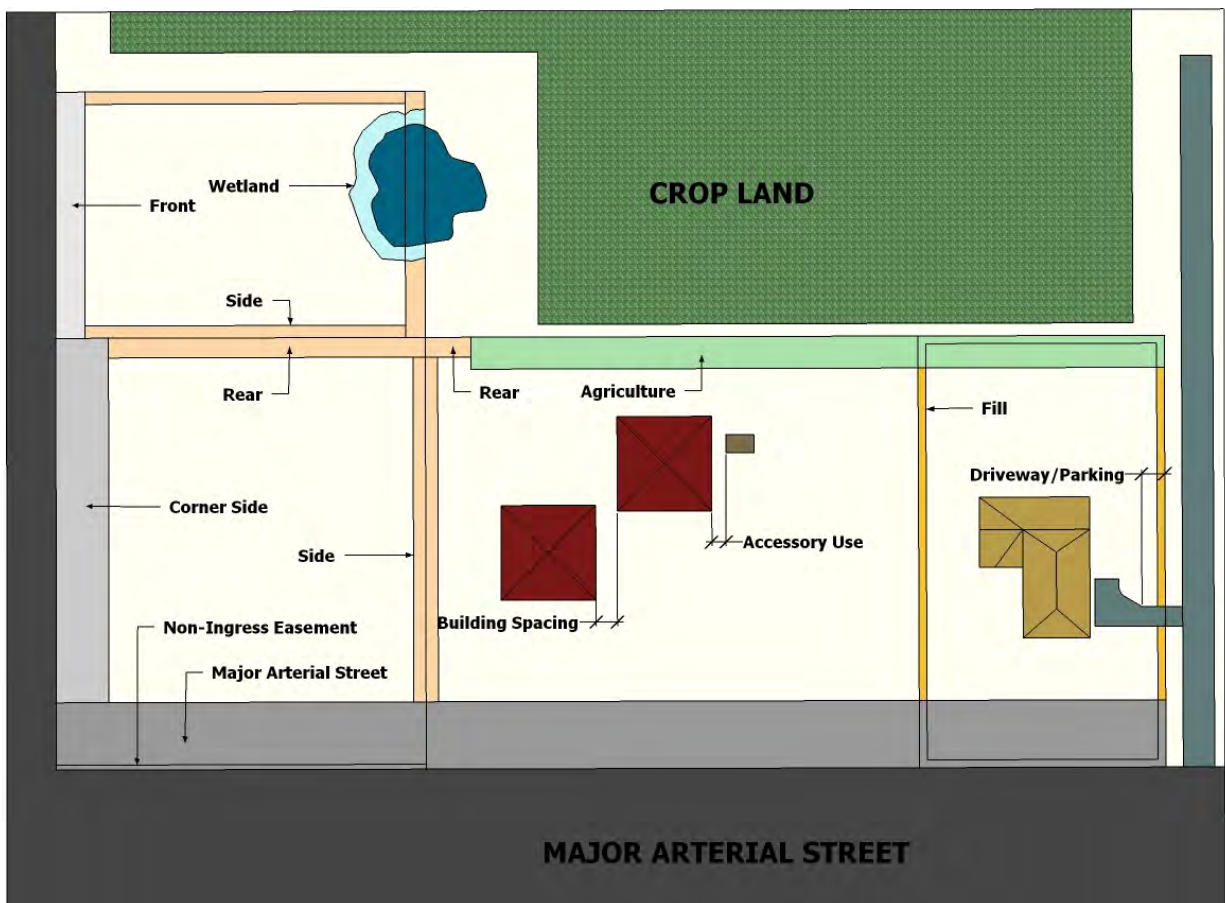 CROP LAND
Wetland
Front
Side
Rear
Rear
Agriculture
Fill
Driveway/Parking
Corner Side
Side
Accessory Use
Building Spacing
Non-Ingress Easement
Major Arterial Street
MAJOR ARTERIAL STREET